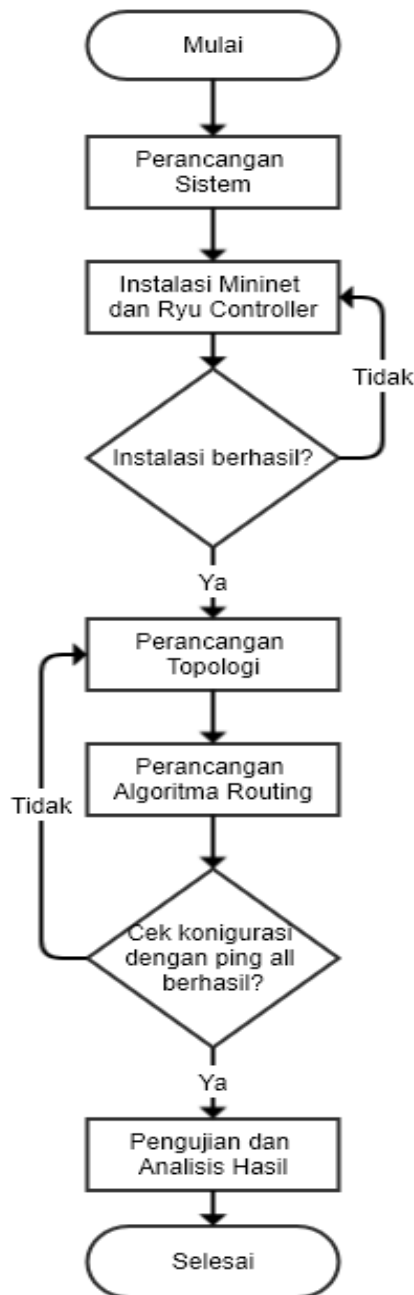 Mulai
Perancangan
Sistem
Instalasi Mininet
dan Ryu Controller
Tidak
Instalasi berhasil?
Ya
Perancangan
Topologi
Perancangan
Algoritma Routing
Tidak
Cek konigurasi
dengan ping all
berhasil?
Ya
Pengujian dan
Analisis Hasil
Selesai